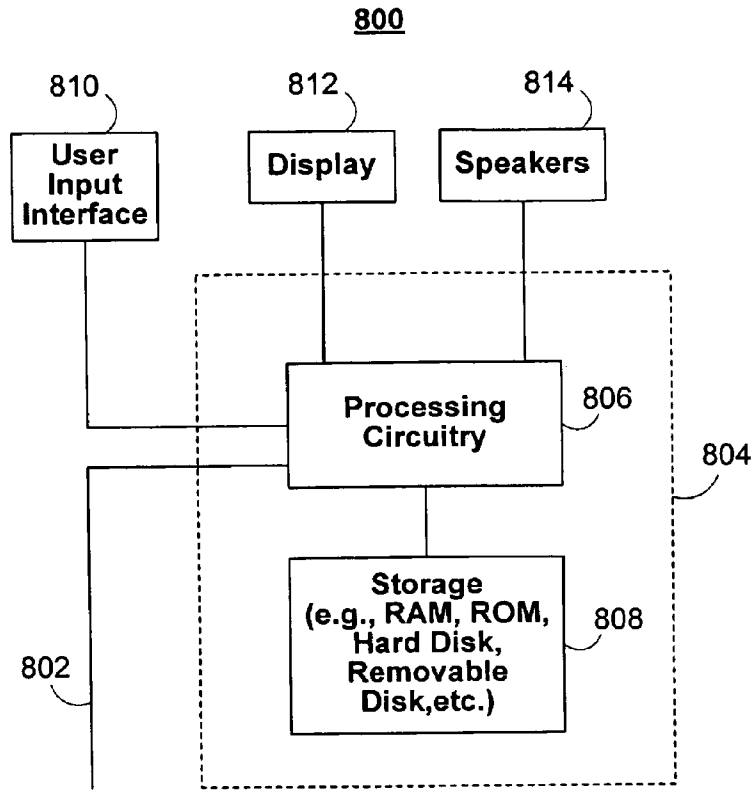 800
810
812
814
User
Input
Interface
Display
Speakers
Processing
Circuitry
806
804
Storage
(e.g., RAM, ROM,
Hard Disk,
Removable
Disk,etc.)
808
802